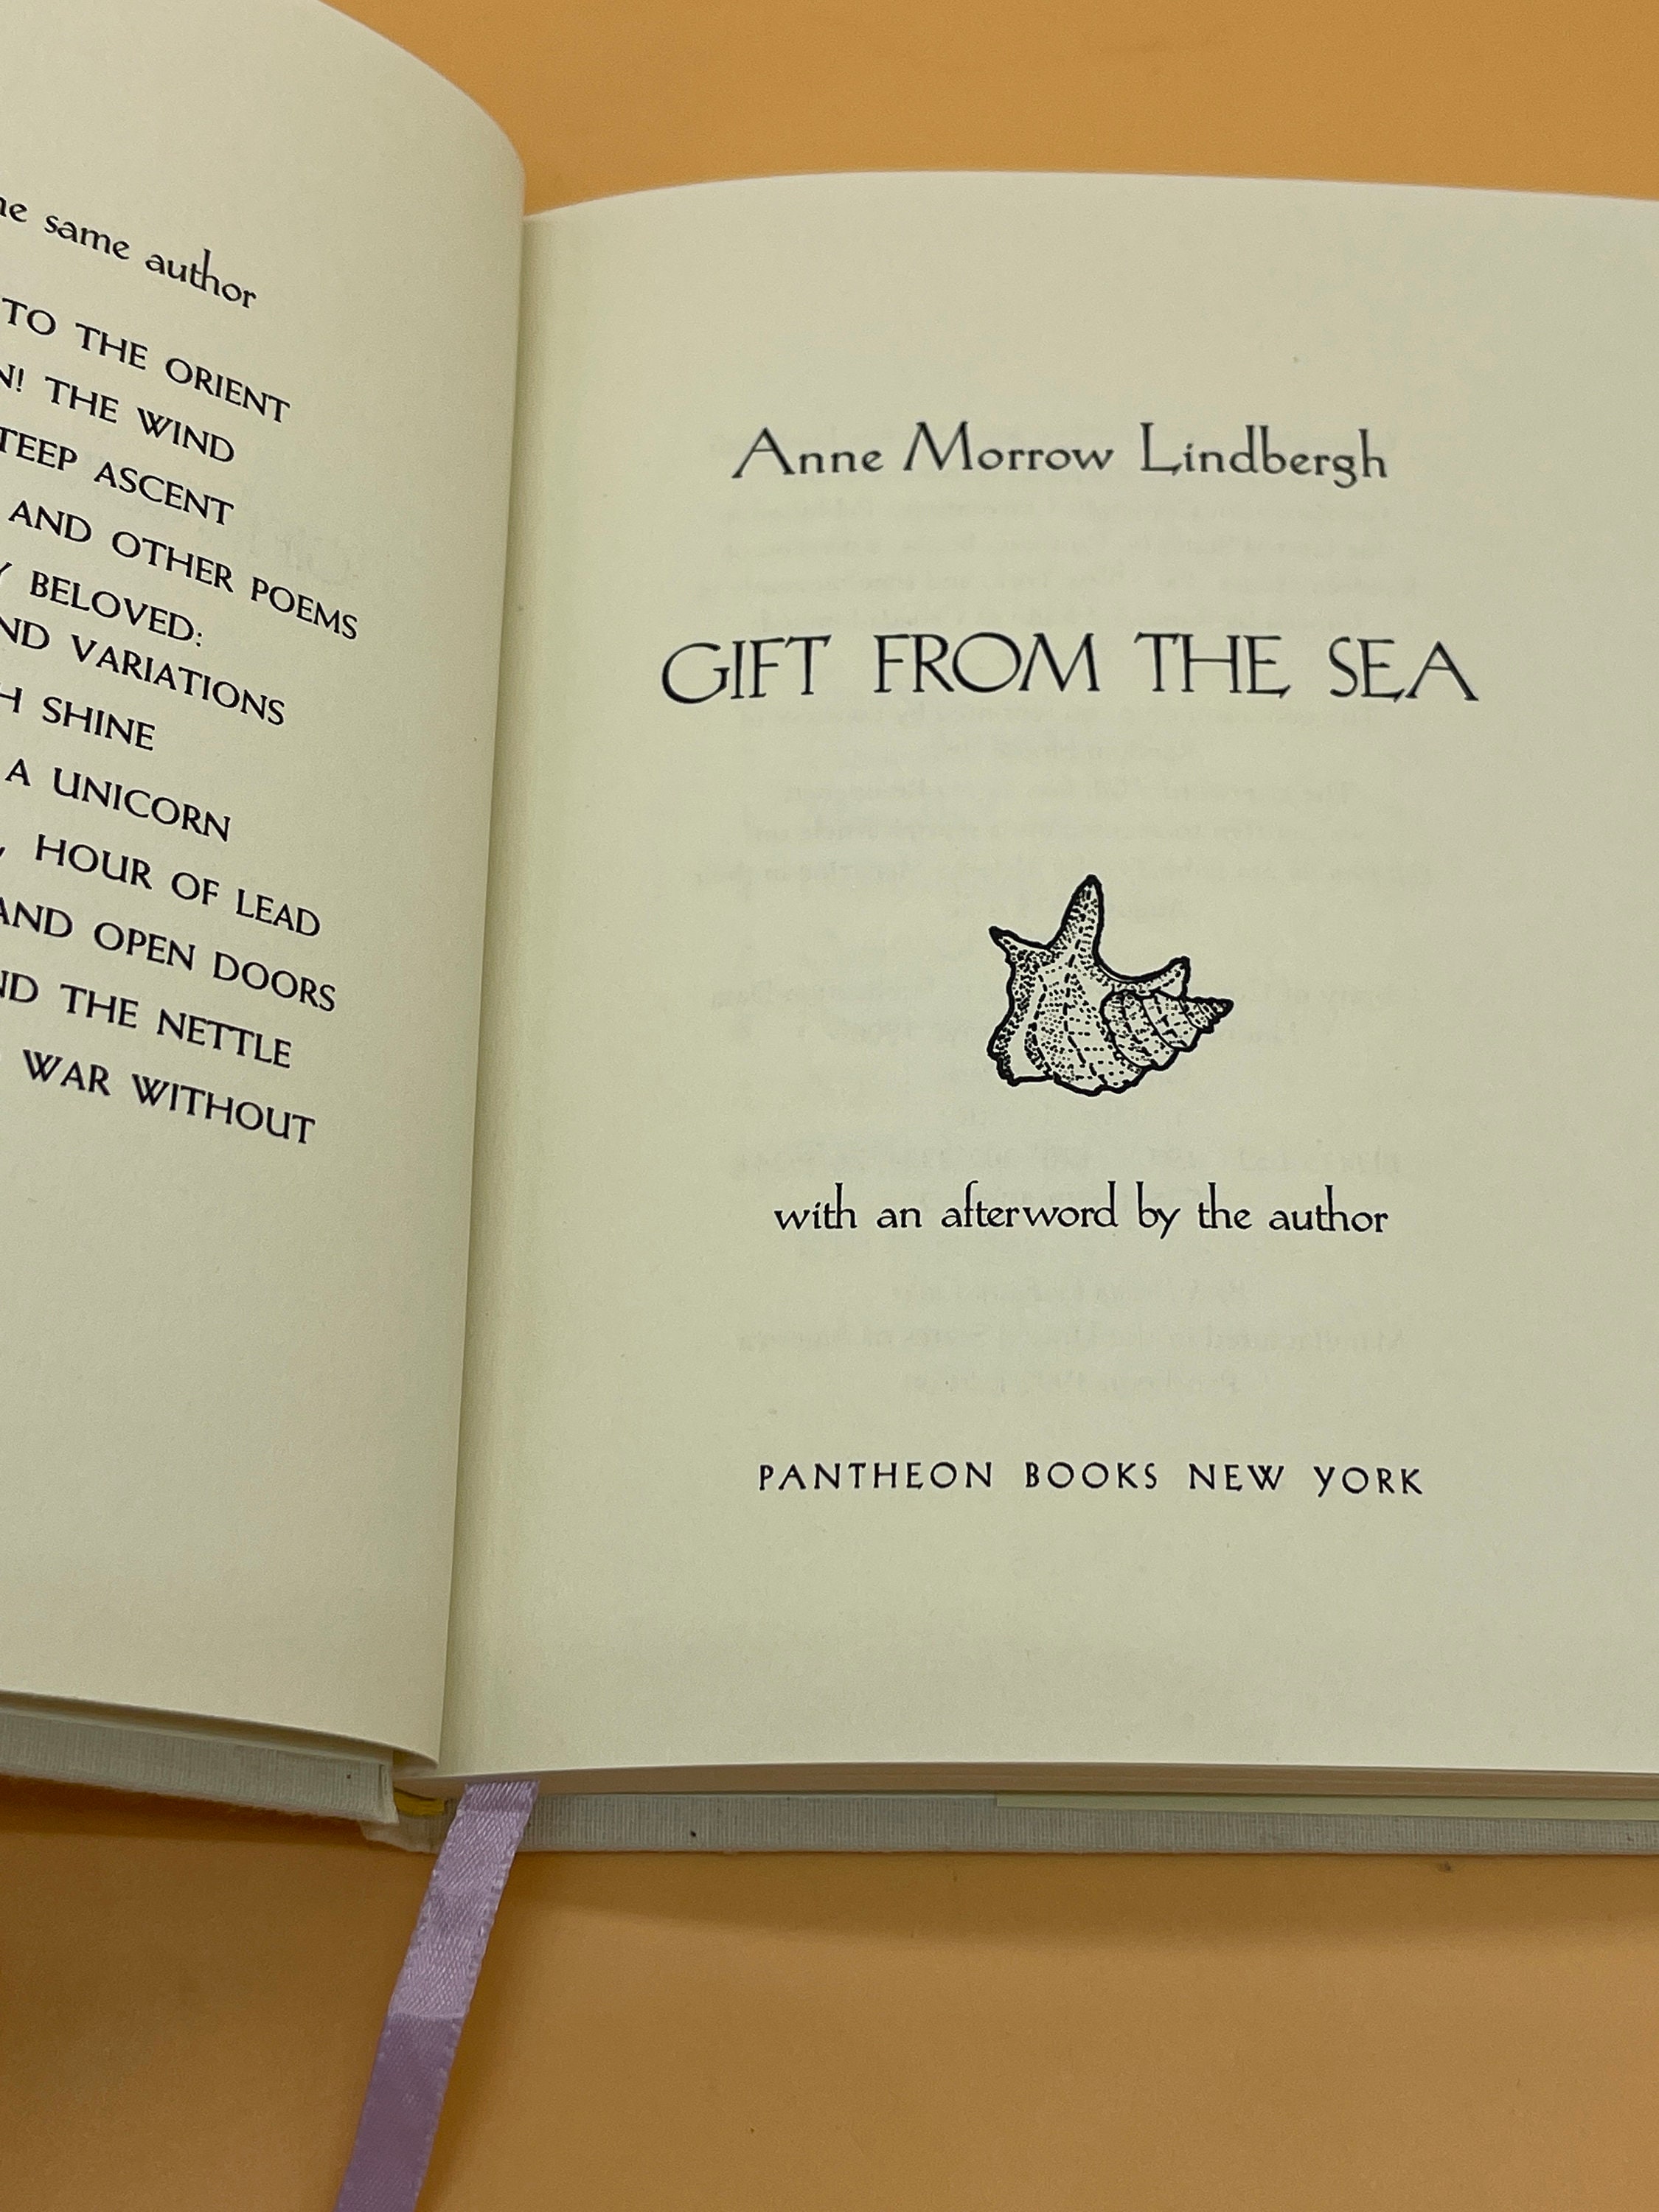 same author
TO THE ORIENT
THE WIND
ASCENT
AND OTHER POEMS
BELOVED:
VARIATIONS
SHINE
A UNICORN
HOUR OF LEAD
AND OPEN DOORS
THE NETTLE
WAR WITHOUT
Anne Morrow Lindbergh
GIFT FROM THE SEA
with an afterword by the author
PANTHEON BOOKS NEW YORK